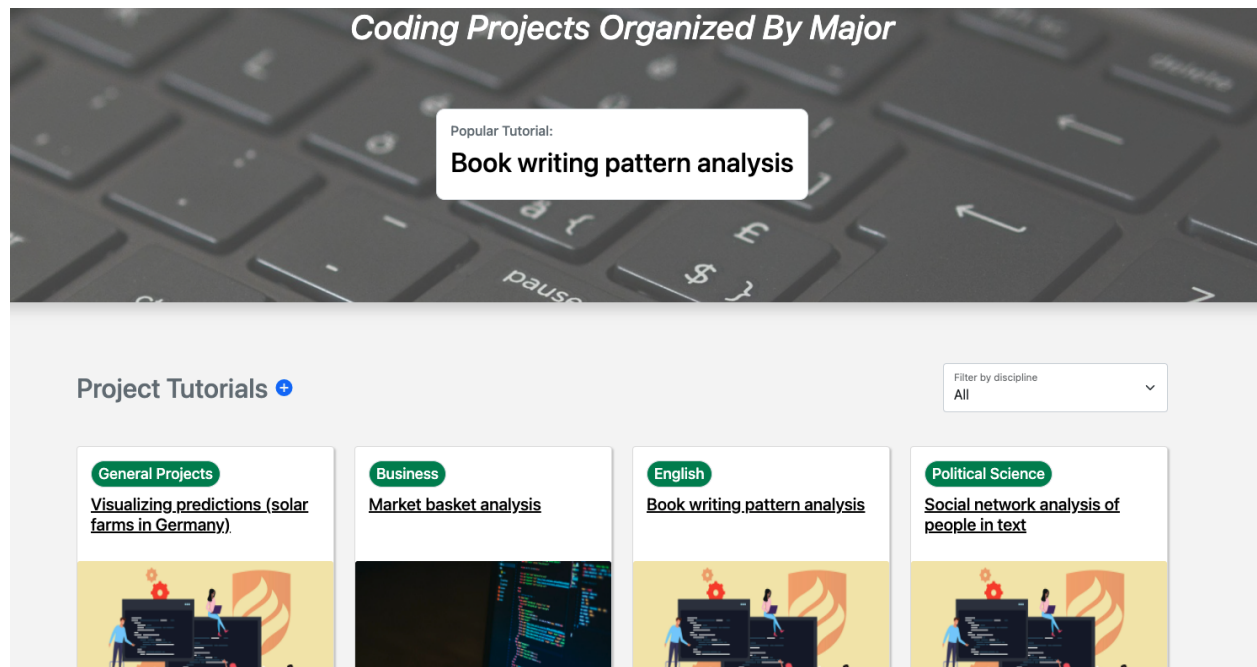 Coding Projects Organized By Major
delete
Popular Tutorial:
Book writing pattern analysis
£
$ }
pause
Project Tutorials
Filter by discipline
All
General Projects
Visualizing predictions (solar
farms in Germany)
Business
Market basket analysis
English
Book writing pattern analysis
Political Science
Social network analysis of
people in text